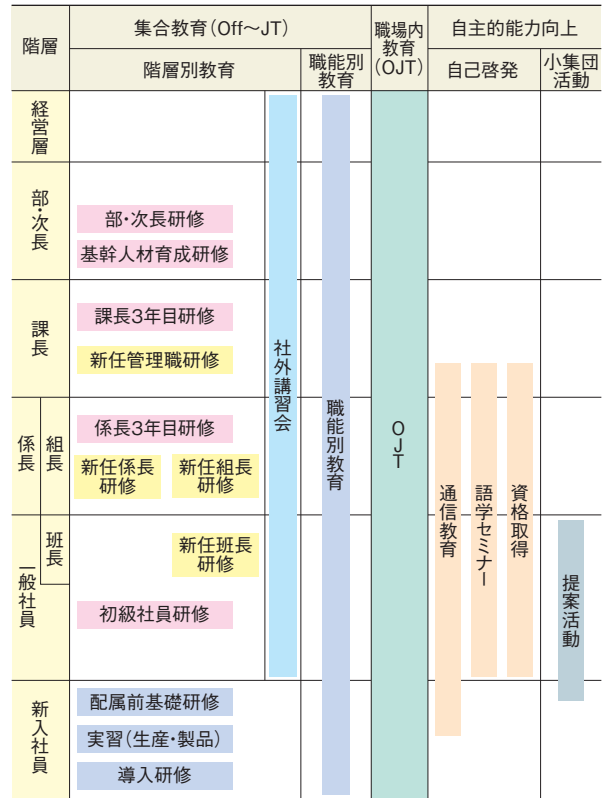 階層
集合教育(Off〜JT)
階層別教育
職能別
教育
職場内
教育
(OJT)
自主的能力向上
自己啓発
小集団
活動
経営層
部・次長
部・次長研修
基幹人材育成研修
課長
課長3年目研修
新任管理職研修
係長
組長
係長3年目研修
新任係長
研修
新任組長
研修
一般社員
班長
新任班長
研修
初級社員研修
新入社員
配属前基礎研修
実習(生産・製品)
導入研修
社外講習会
職能別教育
OJT
通信教育
語学セミナー
資格取得
提案活動